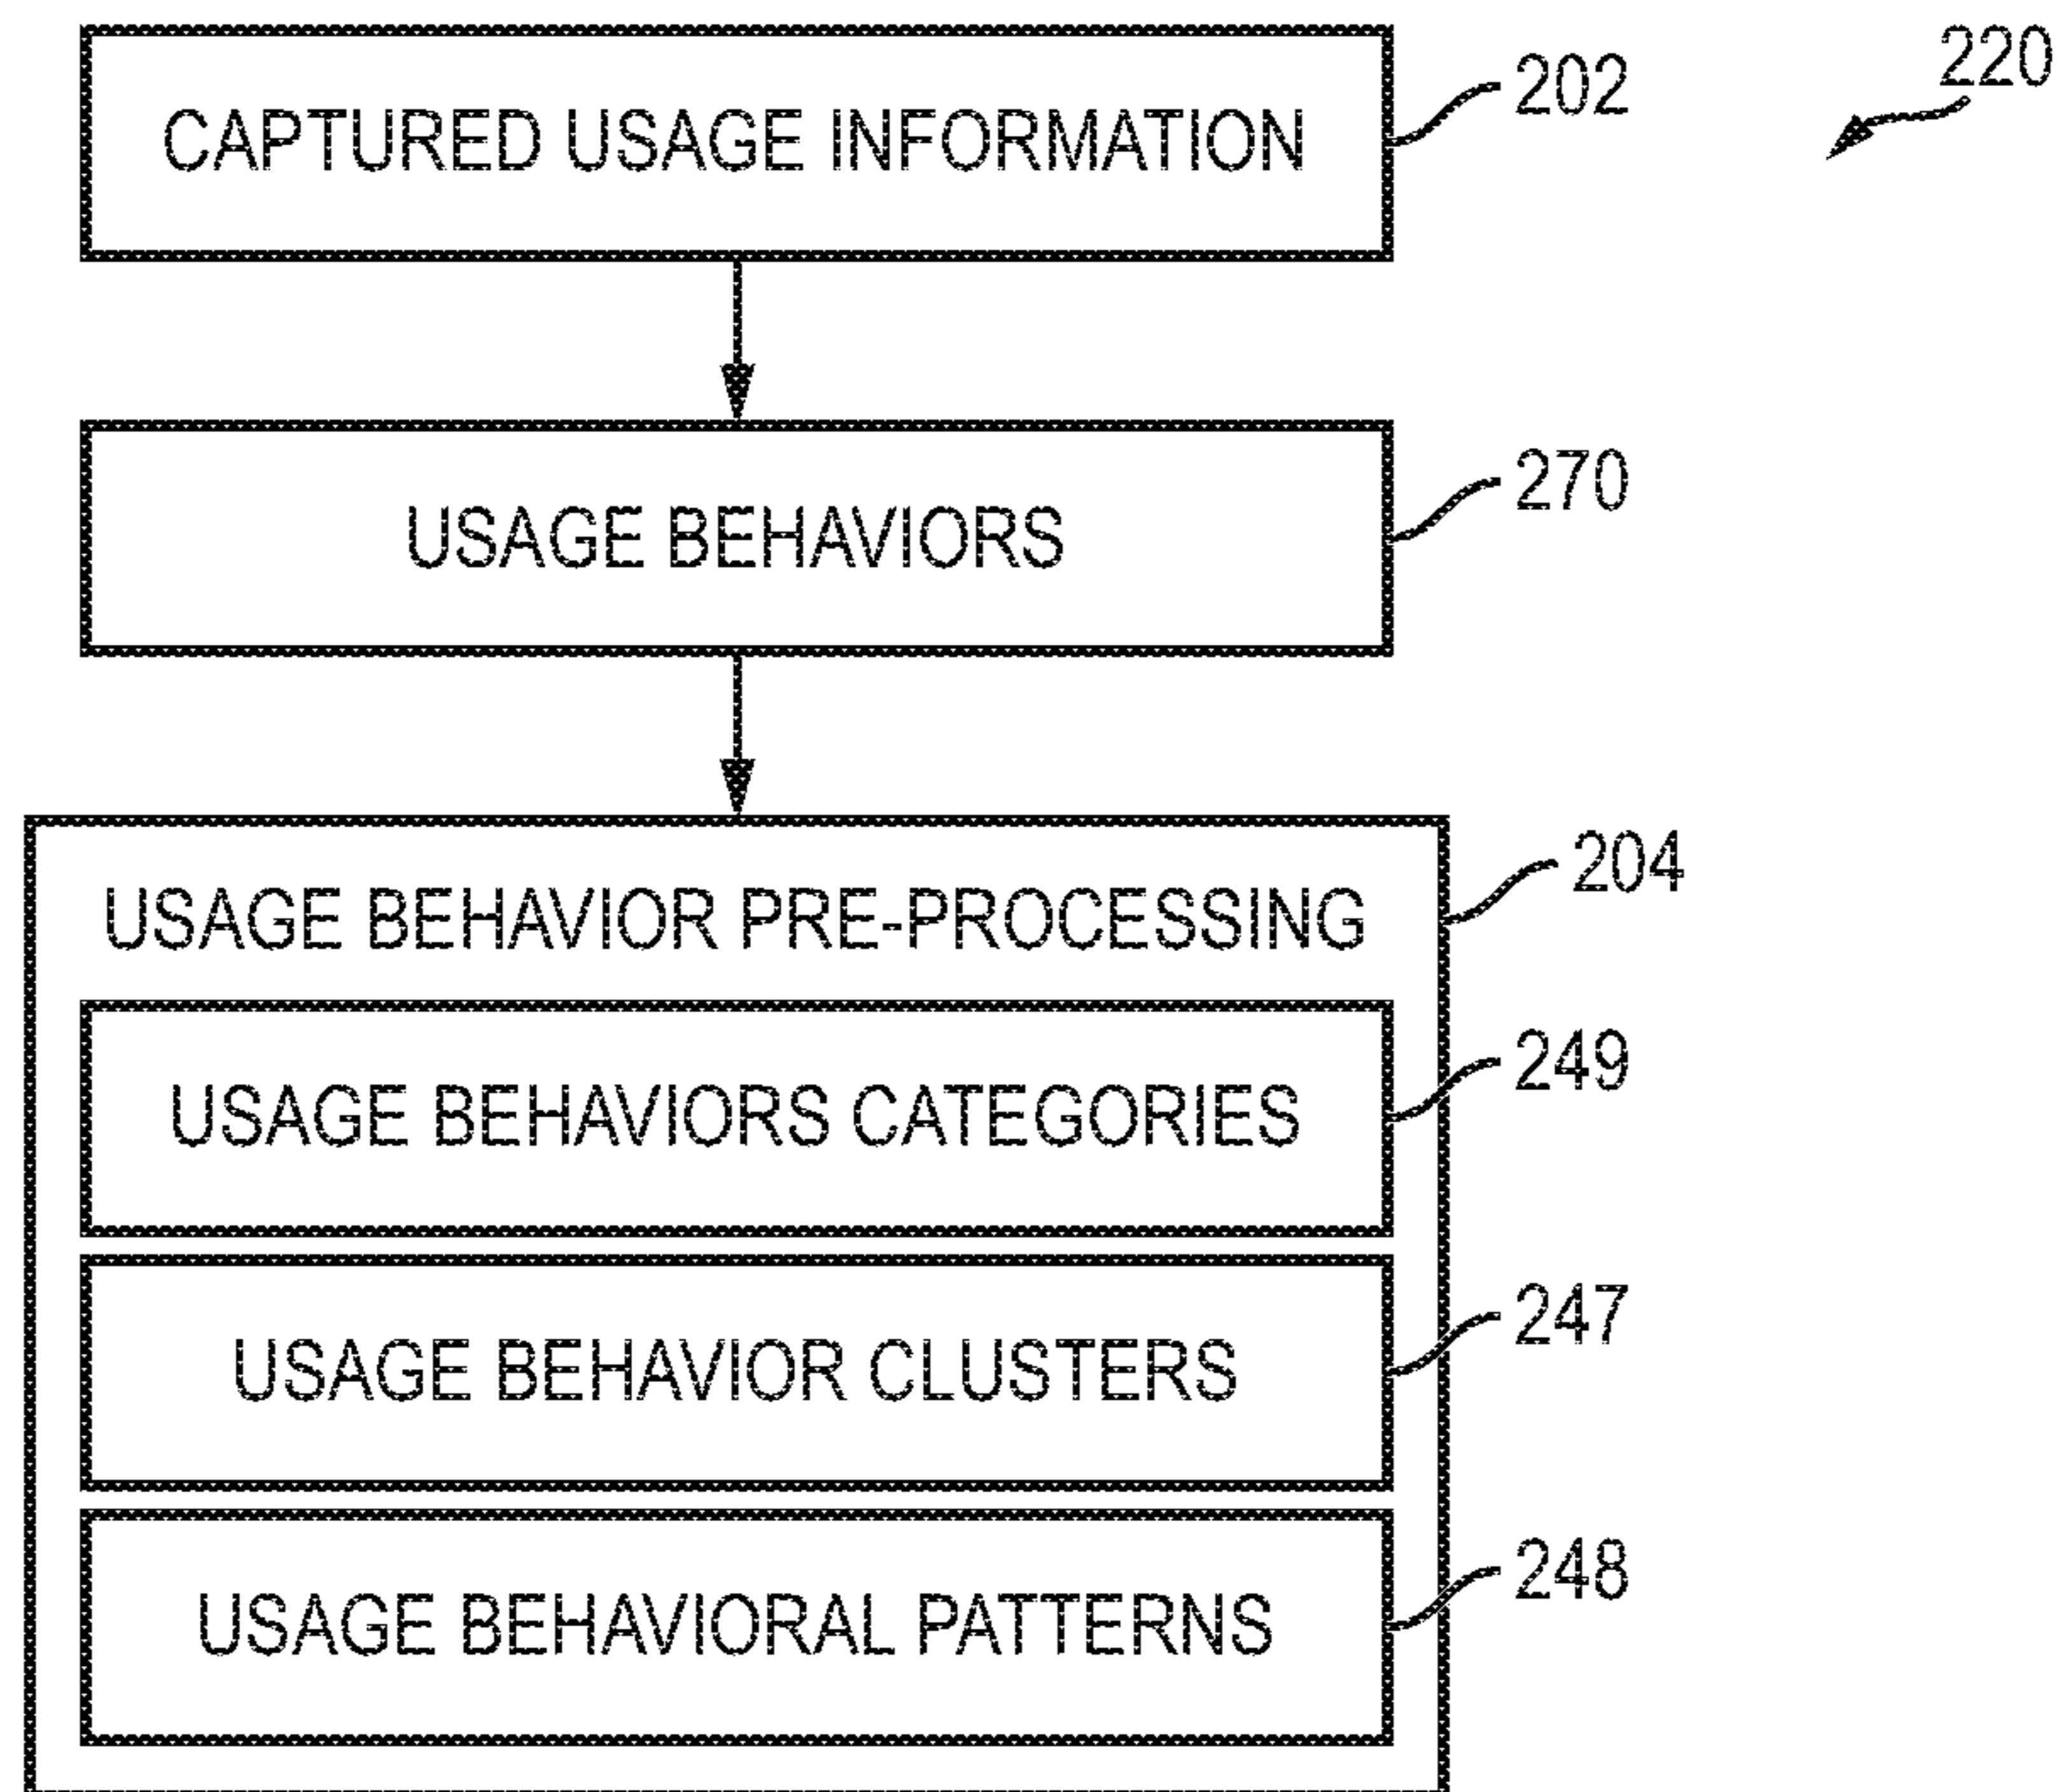 220
CAPTURED USAGE INFORMATION
202
USAGE BEHAVIORS
270
USAGE BEHAVIOR PRE-PROCESSING
204
USAGE BEHAVIORS CATEGORIES
249
USAGE BEHAVIOR CLUSTERS
247
USAGE BEHAVIORAL PATTERNS
248